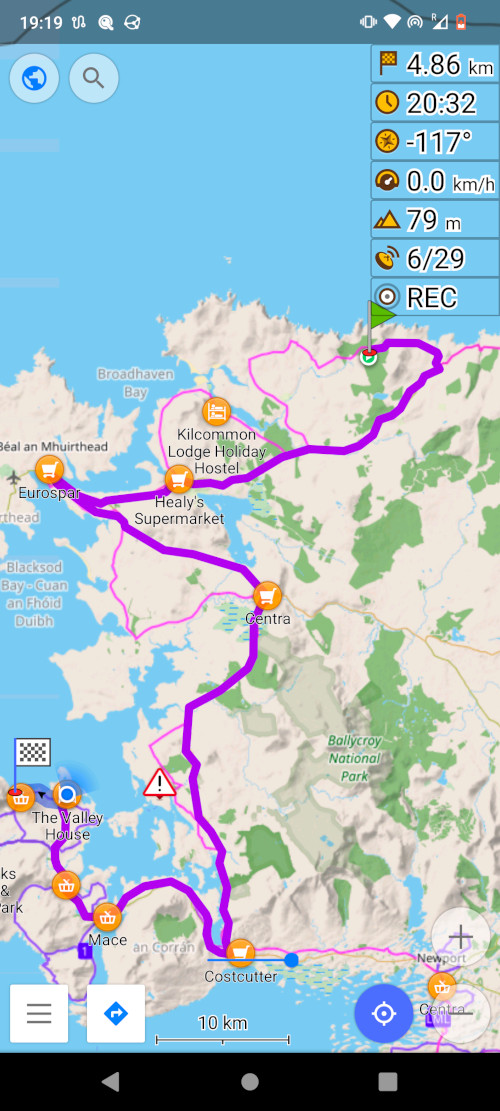 19:19
R
4.86 km
20:32
-117°
0.0 km/h
79 m
6/29
REC
Broadhaven
Bay
Kilcommon
Lodge Holiday
Hostel
Béal an Mhuirthead
Eurospar
rthead
Healy's
Supermarket
Blacksod
Bay - Cuan
an Fhóid
Duibh
Centra
Ballycroy
National
Park
The Valley
House
ks
&
Park
Mace
1
an Corrán
Costcutter
Newport
Centra
10 km